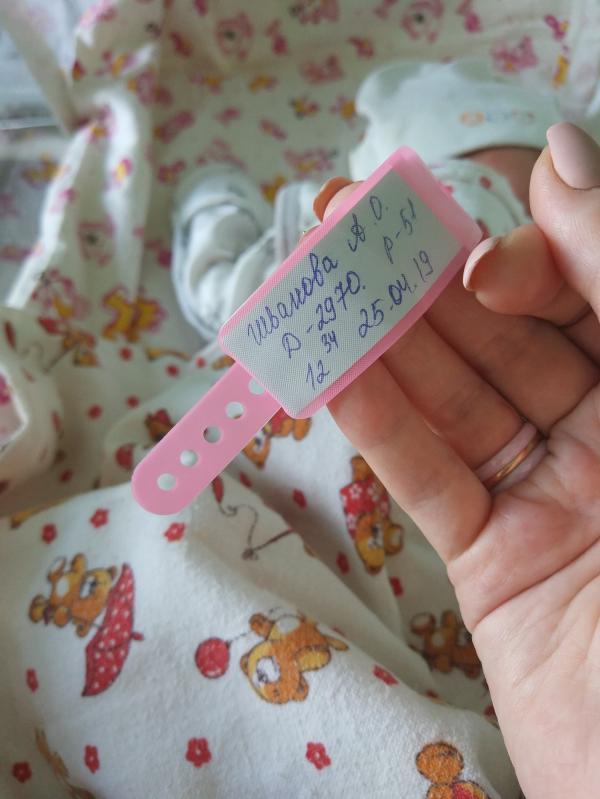 Иванова А.О.
Д-2970. р-51
12 34 25.04.19